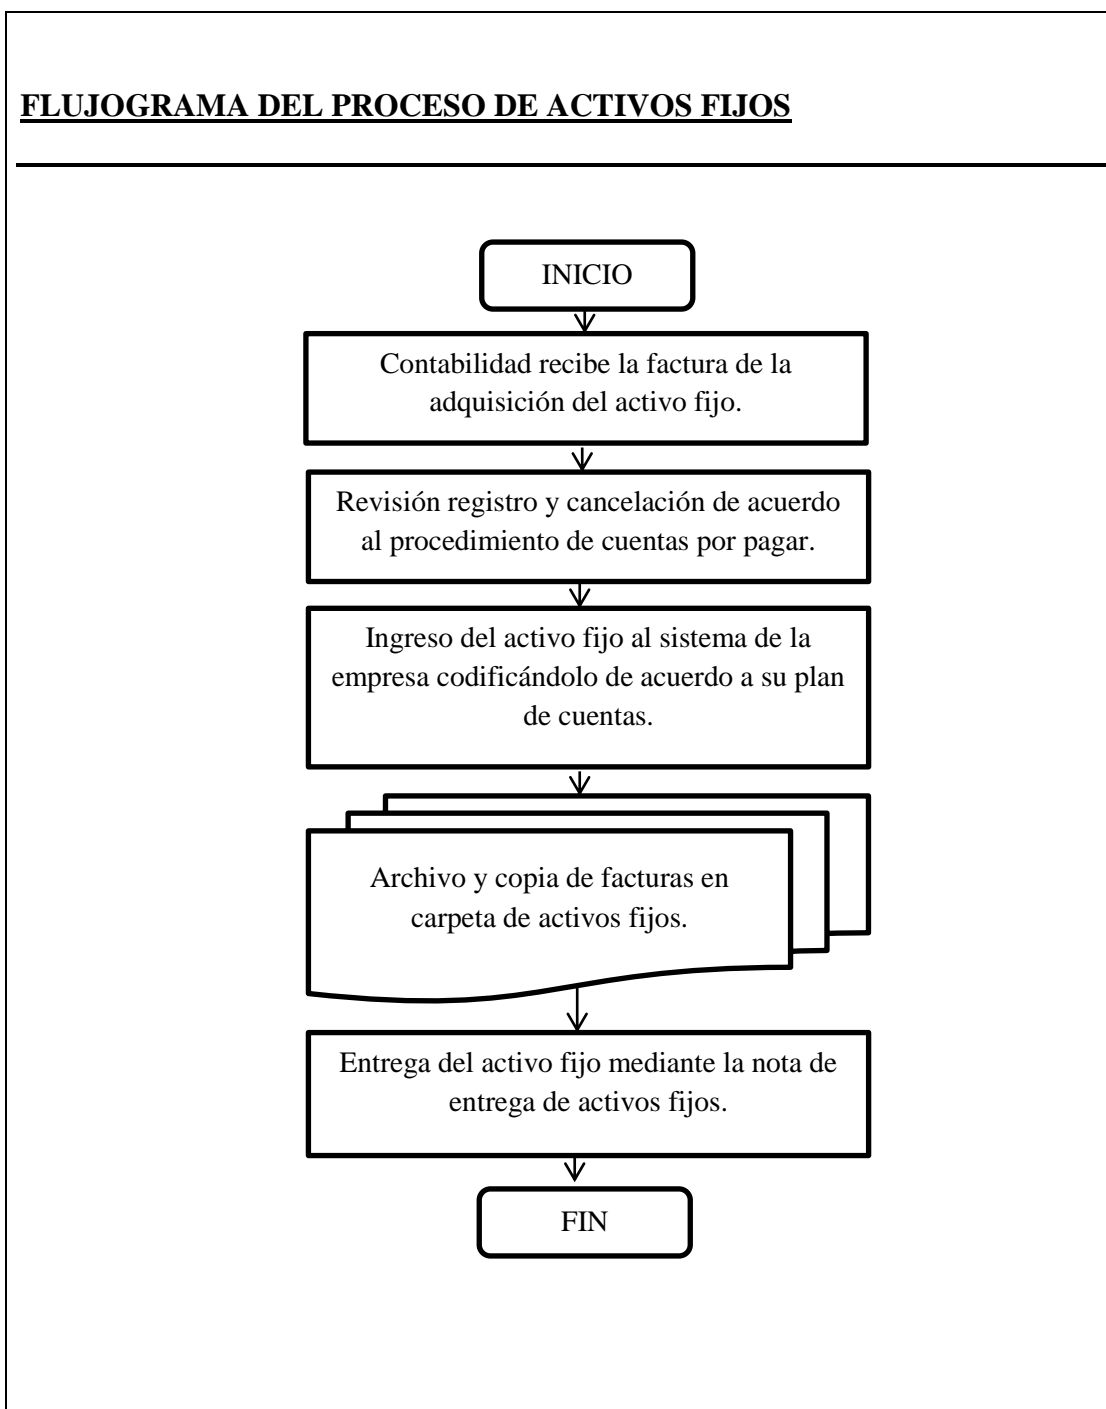 FLUJOGRAMA DEL PROCESO DE ACTIVOS FIJOS
INICIO
Contabilidad recibe la factura de la
adquisición del activo fijo.
Revisión registro y cancelación de acuerdo
al procedimiento de cuentas por pagar.
Ingreso del activo fijo al sistema de la
empresa codificándolo de acuerdo a su plan
de cuentas.
Archivo y copia de facturas en
carpeta de activos fijos.
Entrega del activo fijo mediante la nota de
entrega de activos fijos.
FIN